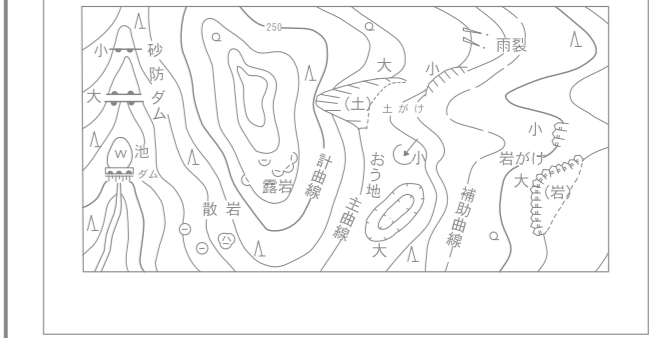 250
小
砂防ダム
大
W
池
ダム
散岩
露岩
計曲線
主曲線
大
(土)
土がけ
小
雨裂
小
おう地
大
補助曲線
小
岩がけ
大
(岩)